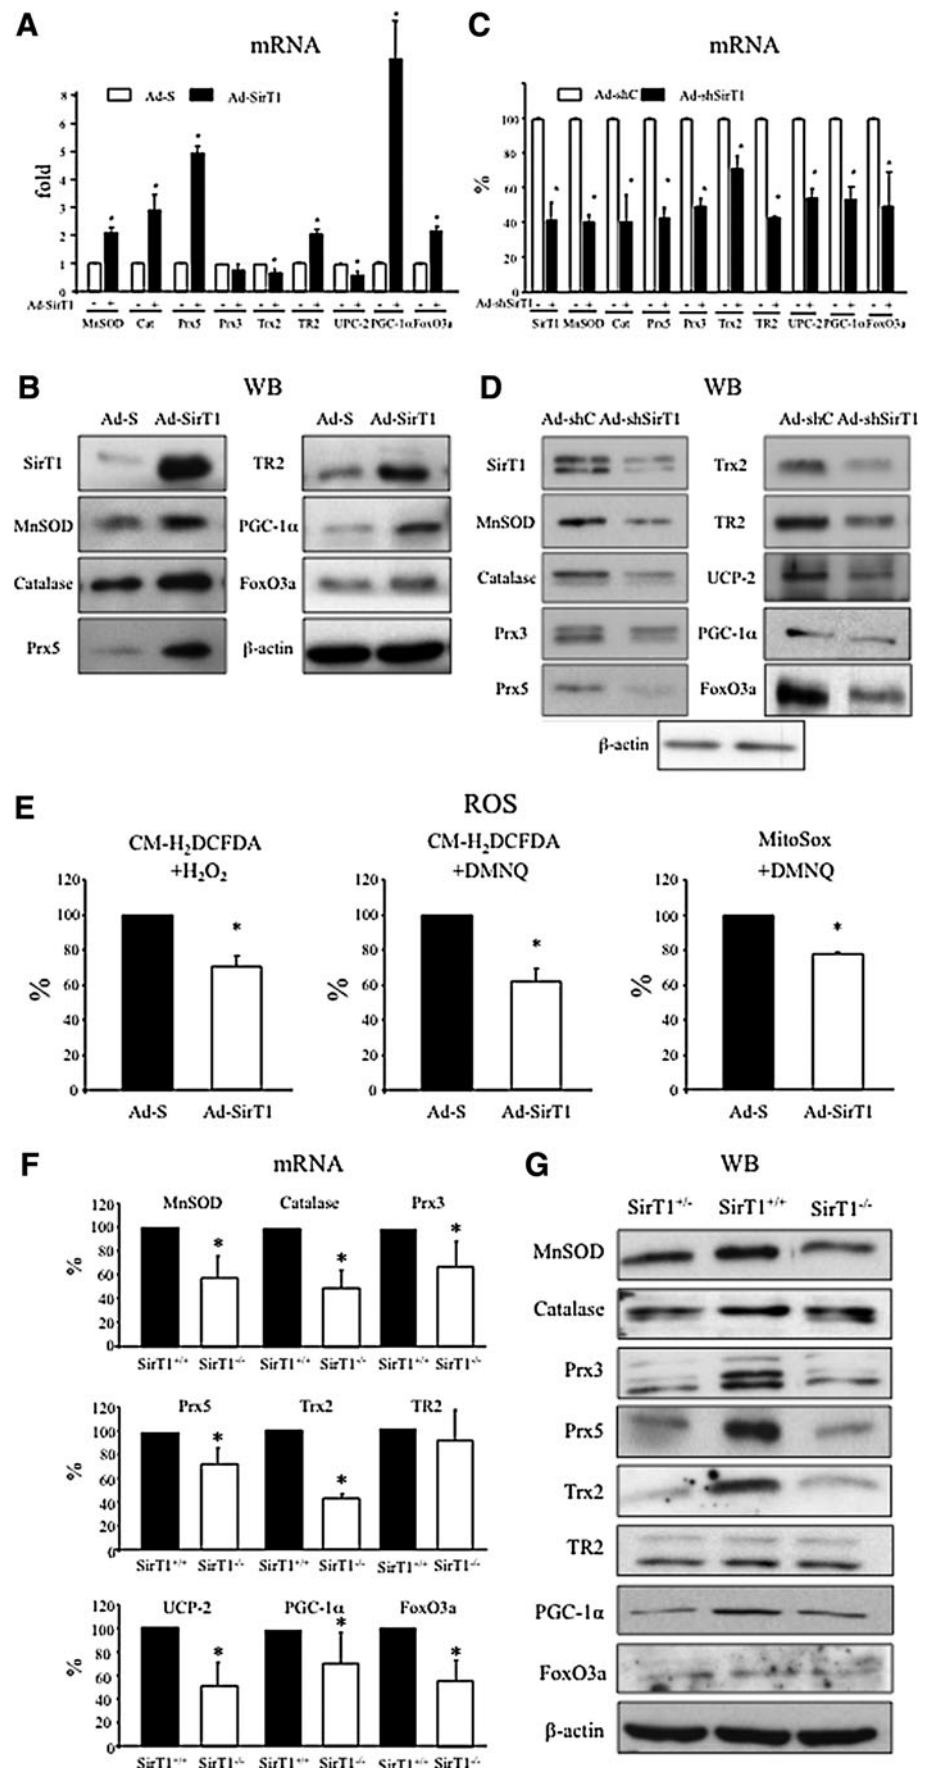 A
mRNA
Ad-S Ad-SirT1
fold
8
6
5
4
3
2
1
0
Ad-SirT1 - + - + - + - + - + - + - + - + - +
MnSOD Cat Prx5 Prx3 Trx2 TR2 UPC-2 PGC-1α FoxO3a
C
mRNA
Ad-shC Ad-shSirT1
%
100
80
60
40
20
0
Ad-shSirT1 - + - + - + - + - + - + - + - + - + - +
SirT1 MnSOD Cat Prx5 Prx3 Trx2 TR2 UPC-2 PGC-1α FoxO3a
B
WB
Ad-S Ad-SirT1 Ad-S Ad-SirT1
SirT1 TR2
MnSOD PGC-1α
Catalase FoxO3a
Prx5 β-actin
D
WB
Ad-shC Ad-shSirT1 Ad-shC Ad-shSirT1
SirT1 Trx2
MnSOD TR2
Catalase UCP-2
Prx3 PGC-1α
Prx5 FoxO3a
β-actin
E
ROS
CM-H₂DCFDA
+H₂O₂
%
120
100
80
60
40
20
0
*
Ad-S Ad-SirT1
CM-H₂DCFDA
+DMNQ
%
120
100
80
60
40
20
0
*
Ad-S Ad-SirT1
MitoSox
+DMNQ
%
120
100
80
60
40
20
0
*
Ad-S Ad-SirT1
F
mRNA
MnSOD Catalase Prx3
%
120
100
80
60
40
20
0
* * *
SirT1⁺/⁺ SirT1⁻/⁻ SirT1⁺/⁺ SirT1⁻/⁻ SirT1⁺/⁺ SirT1⁻/⁻
Prx5 Trx2 TR2
%
120
100
80
60
40
20
0
* *
SirT1⁺/⁺ SirT1⁻/⁻ SirT1⁺/⁺ SirT1⁻/⁻ SirT1⁺/⁺ SirT1⁻/⁻
UCP-2 PGC-1α FoxO3a
%
120
100
80
60
40
20
0
* * *
SirT1⁺/⁺ SirT1⁻/⁻ SirT1⁺/⁺ SirT1⁻/⁻ SirT1⁺/⁺ SirT1⁻/⁻
G
WB
SirT1⁺/⁻ SirT1⁺/⁺ SirT1⁻/⁻
MnSOD
Catalase
Prx3
Prx5
Trx2
TR2
PGC-1α
FoxO3a
β-actin